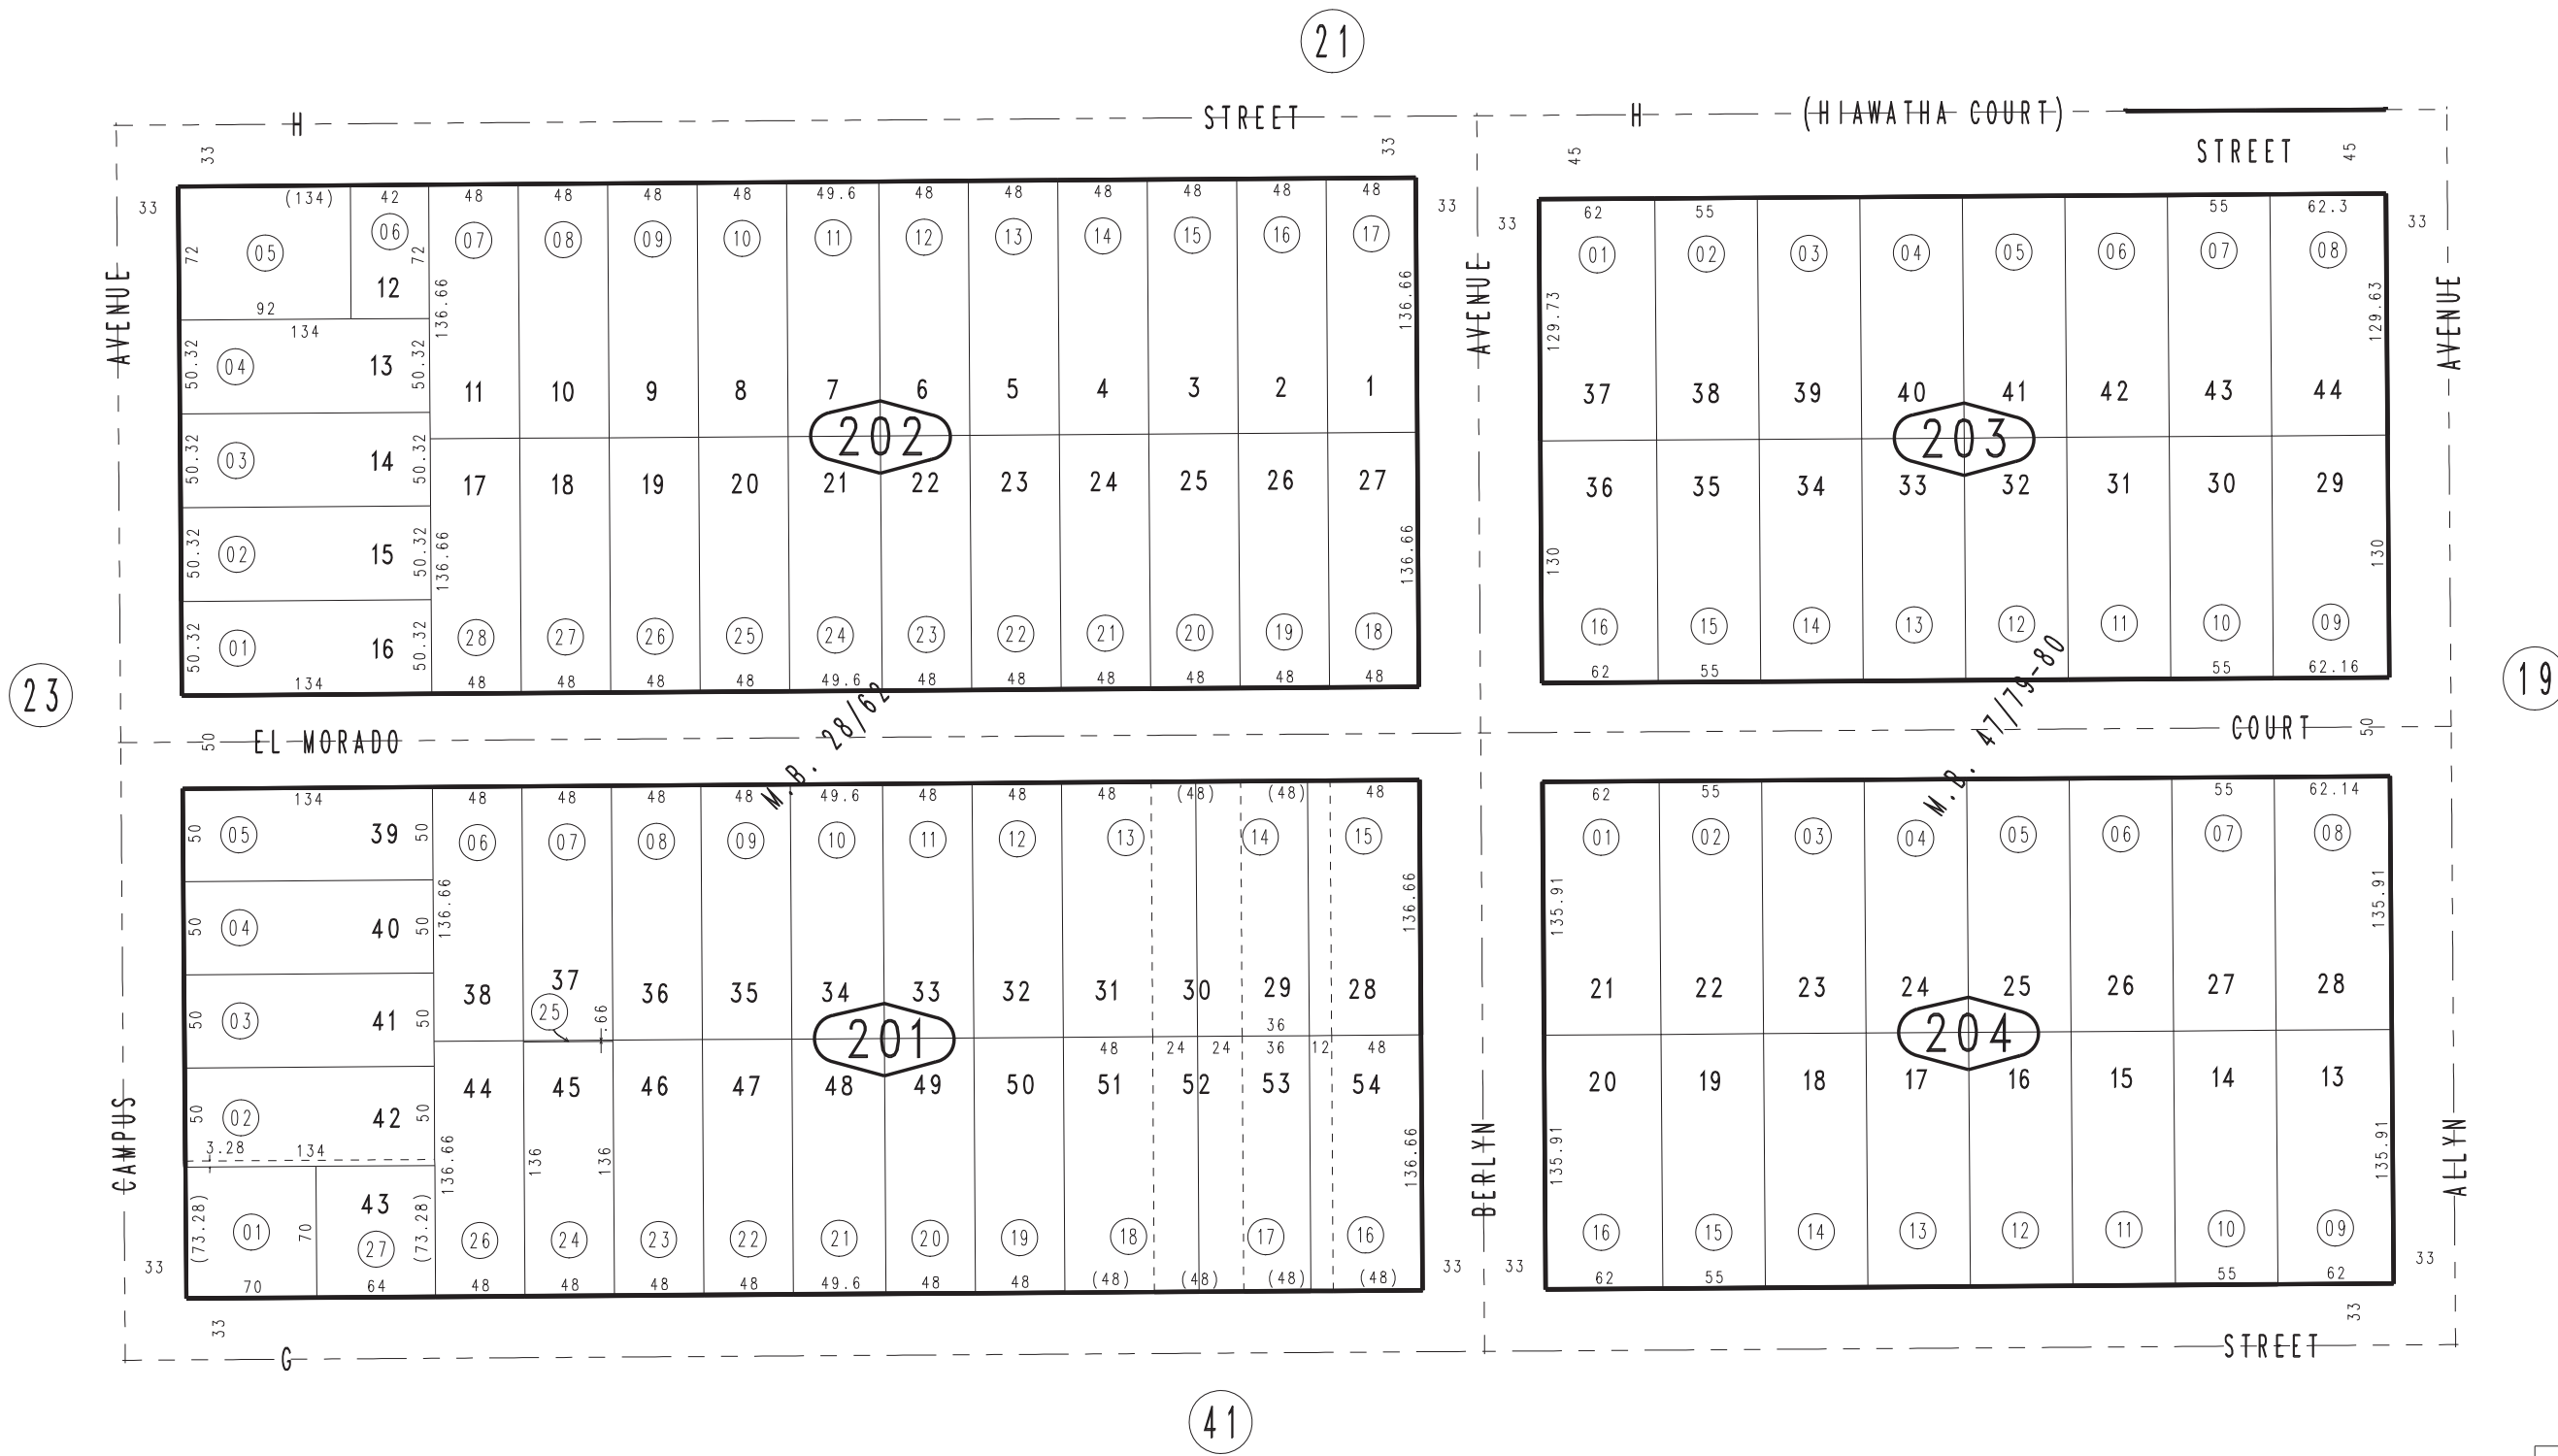 21
H STREET H (HIAWATHA COURT)
STREET
33 33 45 45
33 (134) 42 48 48 48 48 49.6 48 48 48 48 48 48 33 33 62 55 55 62.3 33
05 06 07 08 09 10 11 12 13 14 15 16 17 01 02 03 04 05 06 07 08
72 72
12
92
AVENUE AVENUE AVENUE
136.66 136.66 129.73 129.63
134
50.32 04 13 50.32
11 10 9 8 7 6 5 4 3 2 1 37 38 39 40 41 42 43 44
202 203
50.32 03 14 50.32
17 18 19 20 21 22 23 24 25 26 27 36 35 34 33 32 31 30 29
50.32 02 15 50.32
136.66 136.66 130 130
50.32 01 16 50.32
28 27 26 25 24 23 22 21 20 19 18 16 15 14 13 12 11 10 09
134 48 48 48 48 49.6 48 48 48 48 48 48 62 55 55 62.16
23 19
M.B. 28/62
M.B. 47/79-80
50 EL MORADO COURT 50
134 48 48 48 48 49.6 48 48 48 (48) (48) 48 62 55 55 62.14
50 05 39 50
06 07 08 09 10 11 12 13 14 15 01 02 03 04 05 06 07 08
136.66 136.66 135.91 135.91
50 04 40 50
38 37 36 35 34 33 32 31 30 29 28 21 22 23 24 25 26 27 28
50 03 41 50
25 .66 36
201 204
48 24 24 36 12 48
44 45 46 47 48 49 50 51 52 53 54 20 19 18 17 16 15 14 13
50 02 42 50
3.28 134
136.66 136 136 136.66 135.91 135.91
CAMPUS BERLYN ALLYN
(73.28) 01 70 43 27 (73.28)
26 24 23 22 21 20 19 18 17 16 16 15 14 13 12 11 10 09
33 33 33 33
70 64 48 48 48 48 49.6 48 48 (48) (48) (48) (48) 62 55 55 62
33 33
G STREET
41